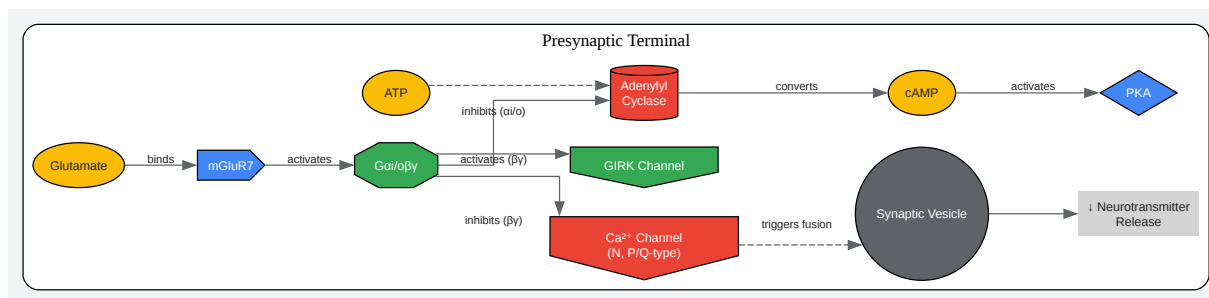 Presynaptic Terminal
ATP
Adenylyl
Cyclase
converts
cAMP
activates
PKA
inhibits (αi/o)
Glutamate
binds
mGluR7
activates
Gαi/oβγ
activates (βγ)
GIRK Channel
inhibits (βγ)
Ca²⁺ Channel
(N, P/Q-type)
triggers fusion
Synaptic Vesicle
↓ Neurotransmitter
Release